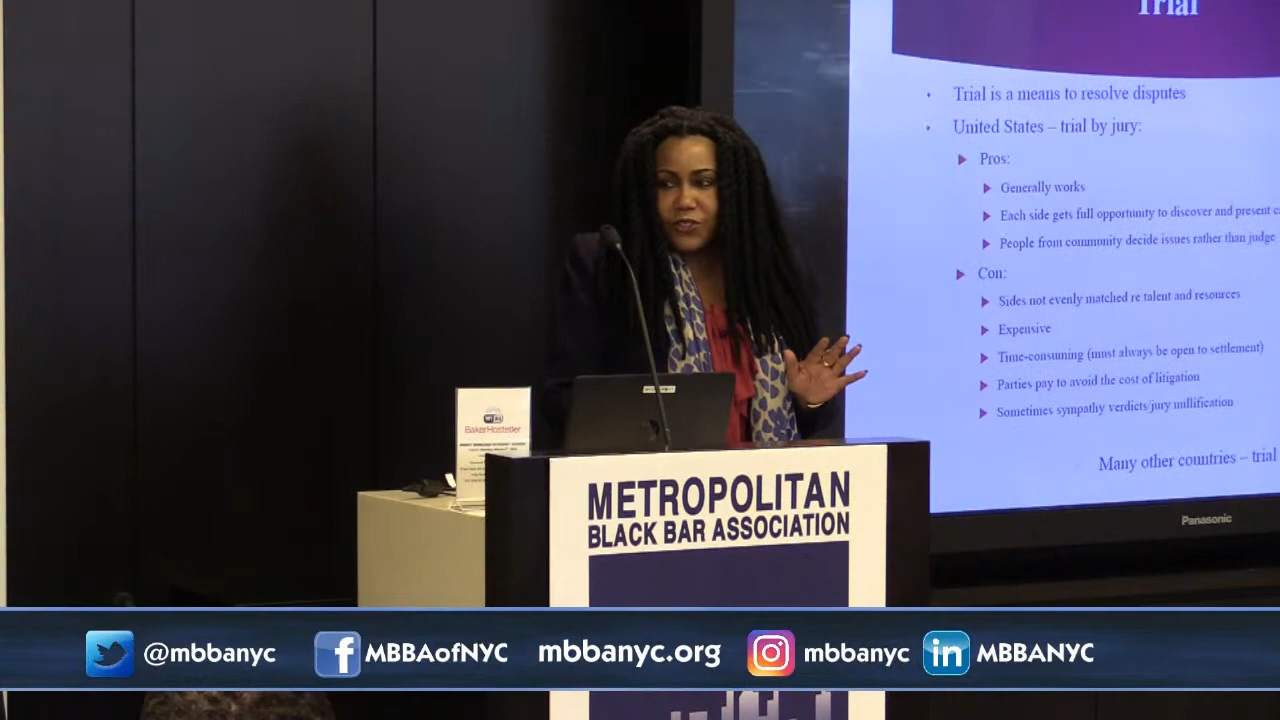 Trial
Trial is a means to resolve disputes
United States – trial by jury:
Pros:
Generally works
Each side gets full opportunity to discover and present
People from community decide issues rather than judge
Con:
Sides not evenly matched re talent and resources
Expensive
Time-consuming (must always be open to settlement)
Parties pay to avoid the cost of litigation
Sometimes sympathy verdicts/jury nullification
Many other countries – trial
Panasonic
BakerHostetler
METROPOLITAN
BLACK BAR ASSOCIATION
@mbbanyc MBBAofNYC mbbanyc.org mbbanyc MBBANYC